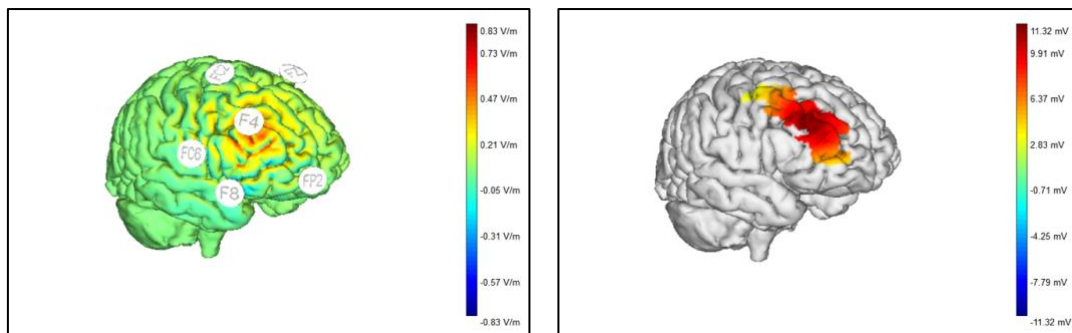 0.83 V/m
0.73 V/m
0.47 V/m
0.21 V/m
-0.05 V/m
-0.31 V/m
-0.57 V/m
-0.83 V/m
F4
FC6
F8
FP2
11.32 mV
9.91 mV
6.37 mV
2.83 mV
-0.71 mV
-4.25 mV
-7.79 mV
-11.32 mV